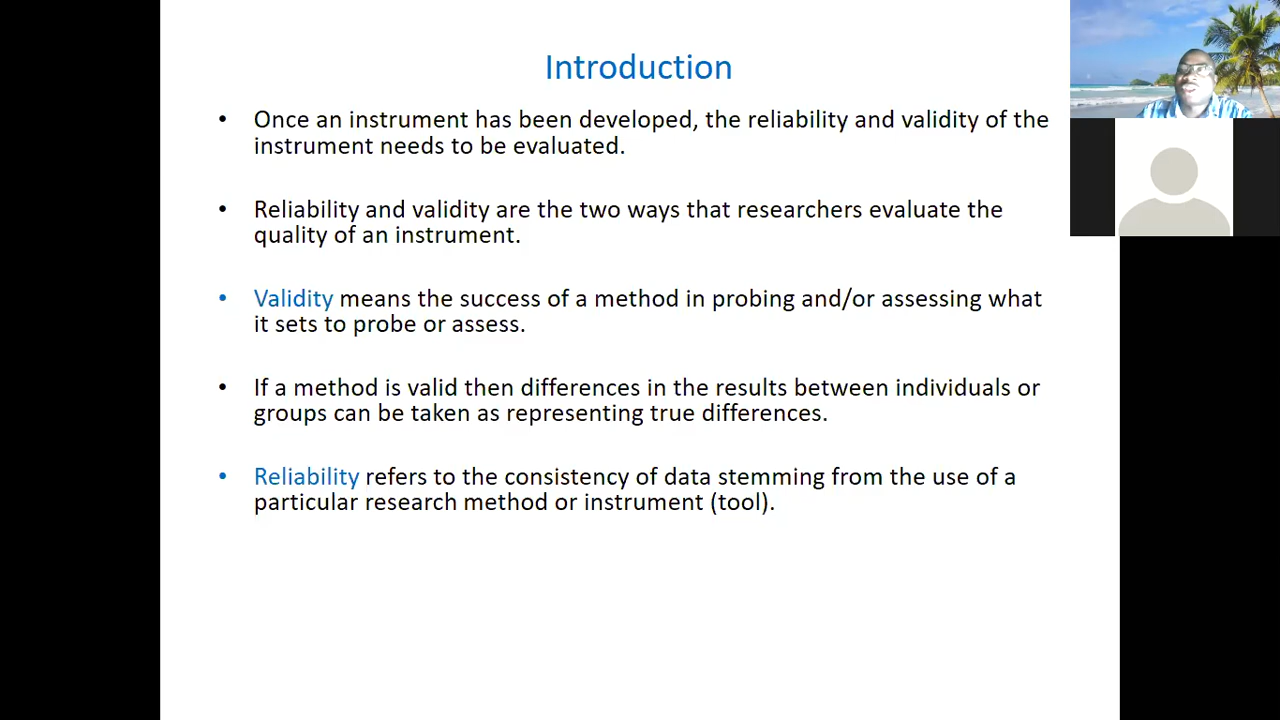 Introduction
• Once an instrument has been developed, the reliability and validity of the
instrument needs to be evaluated.
• Reliability and validity are the two ways that researchers evaluate the
quality of an instrument.
• Validity means the success of a method in probing and/or assessing what
it sets to probe or assess.
• If a method is valid then differences in the results between individuals or
groups can be taken as representing true differences.
• Reliability refers to the consistency of data stemming from the use of a
particular research method or instrument (tool).